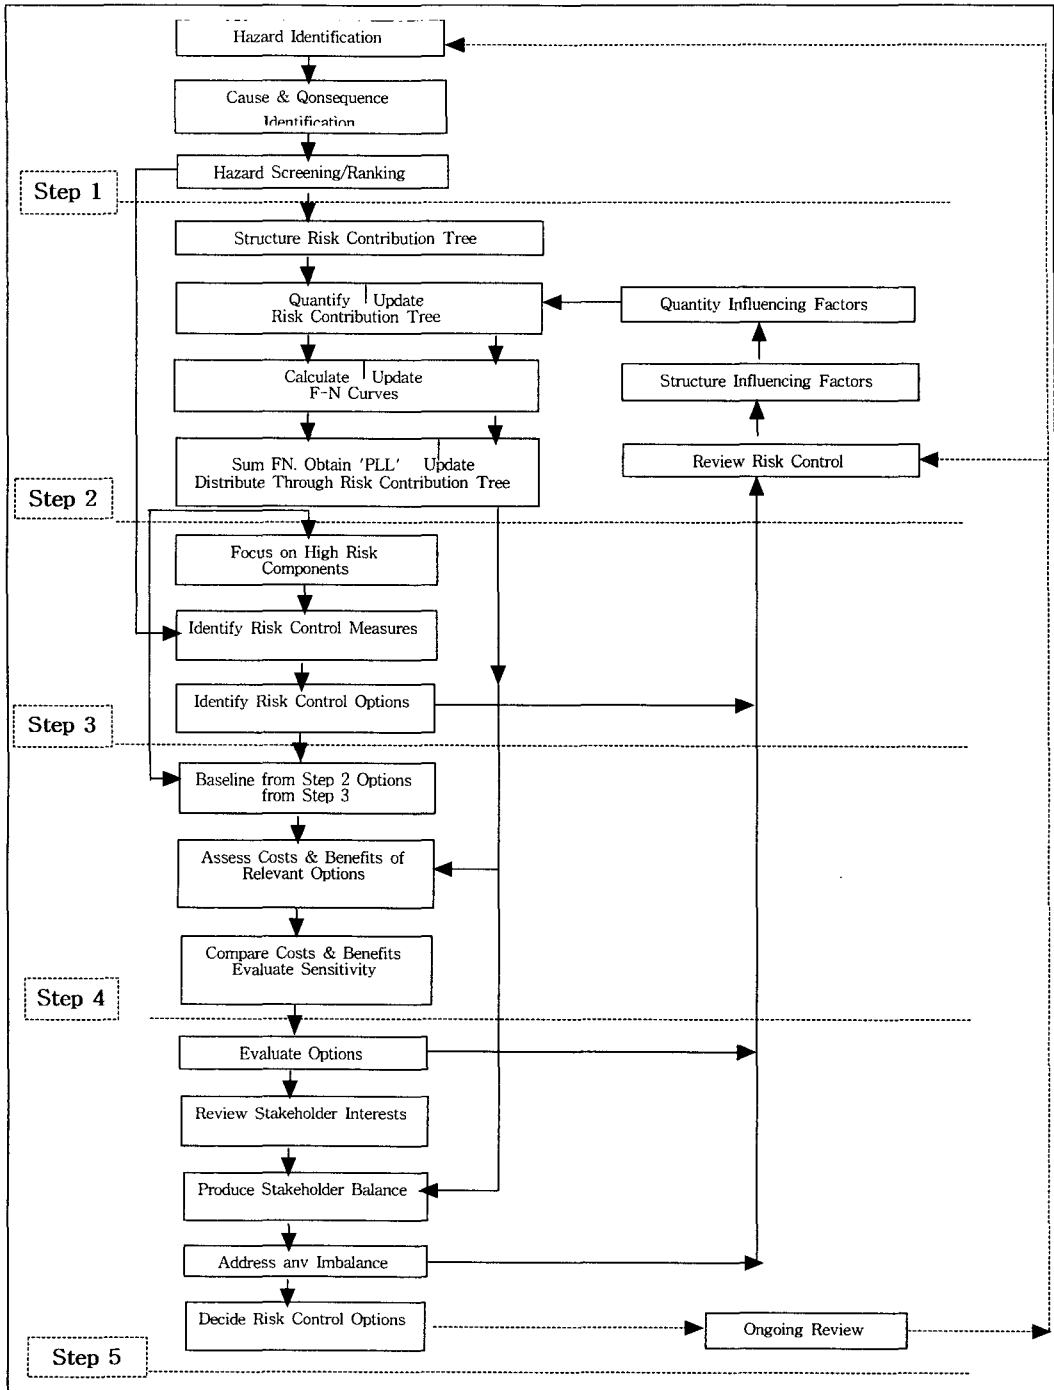 Hazard Identification
Cause & Qonsequence
Identification
Hazard Screening/Ranking
Step 1
Structure Risk Contribution Tree
Quantify Update
Risk Contribution Tree
Quantity Influencing Factors
Calculate Update
F-N Curves
Structure Influencing Factors
Sum FN. Obtain 'PLL' Update
Distribute Through Risk Contribution Tree
Review Risk Control
Step 2
Focus on High Risk
Components
Identify Risk Control Measures
Identify Risk Control Options
Step 3
Baseline from Step 2 Options
from Step 3
Assess Costs & Benefits of
Relevant Options
Compare Costs & Benefits
Evaluate Sensitivity
Step 4
Evaluate Options
Review Stakeholder Interests
Produce Stakeholder Balance
Address any Imbalance
Decide Risk Control Options
Ongoing Review
Step 5